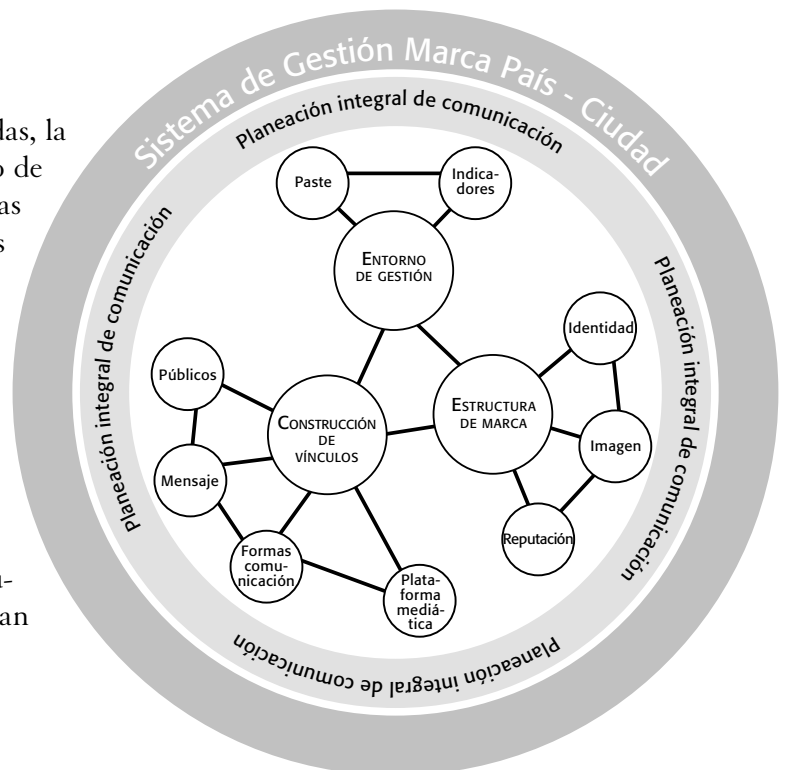 das, la
o de
as
s
u-
an
Sistema de Gestión Marca País - Ciudad
Planeación integral de comunicación
Planeación integral de comunicación
Planeación integral de comunicación
Planeación integral de comunicación
Paste
Indica-
dores
ENTORNO
DE GESTIÓN
Identidad
ESTRUCTURA
DE MARCA
Imagen
Reputación
Públicos
CONSTRUCCIÓN
DE
VÍNCULOS
Mensaje
Formas
comu-
nicación
Plata-
forma
mediá-
tica